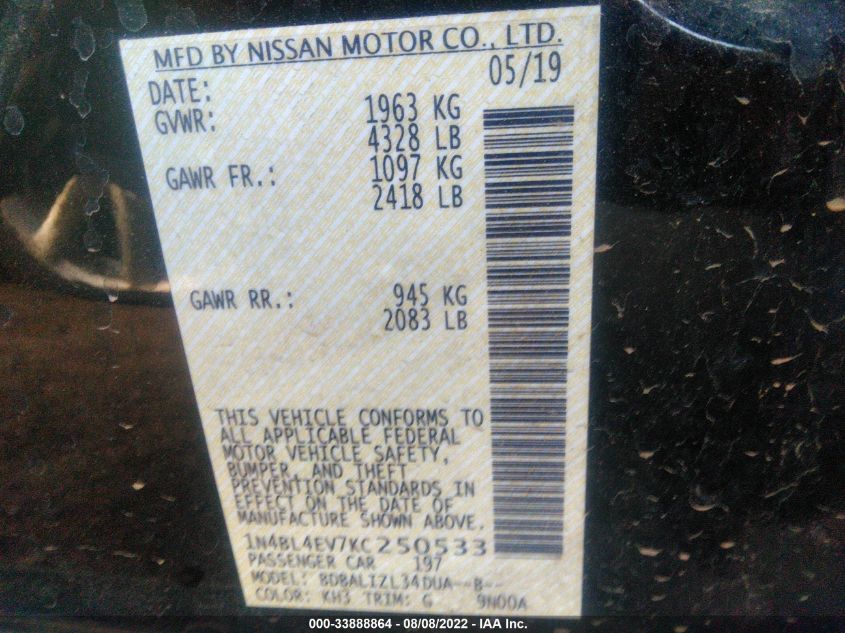 MFD BY NISSAN MOTOR CO., LTD.
DATE: 05/19
GVWR: 1963 KG
4328 LB
GAWR FR.: 1097 KG
2418 LB
GAWR RR.: 945 KG
2083 LB
THIS VEHICLE CONFORMS TO
ALL APPLICABLE FEDERAL
MOTOR VEHICLE SAFETY,
BUMPER, AND THEFT
PREVENTION STANDARDS IN
EFFECT ON THE DATE OF
MANUFACTURE SHOWN ABOVE.
1N4BL4EV7KC250533
PASSENGER CAR 197
MODEL: BDBALIZL34DUA--B--
COLOR: KH3 TRIM: G 9N00A
000-33888864 - 08/08/2022 - IAA Inc.